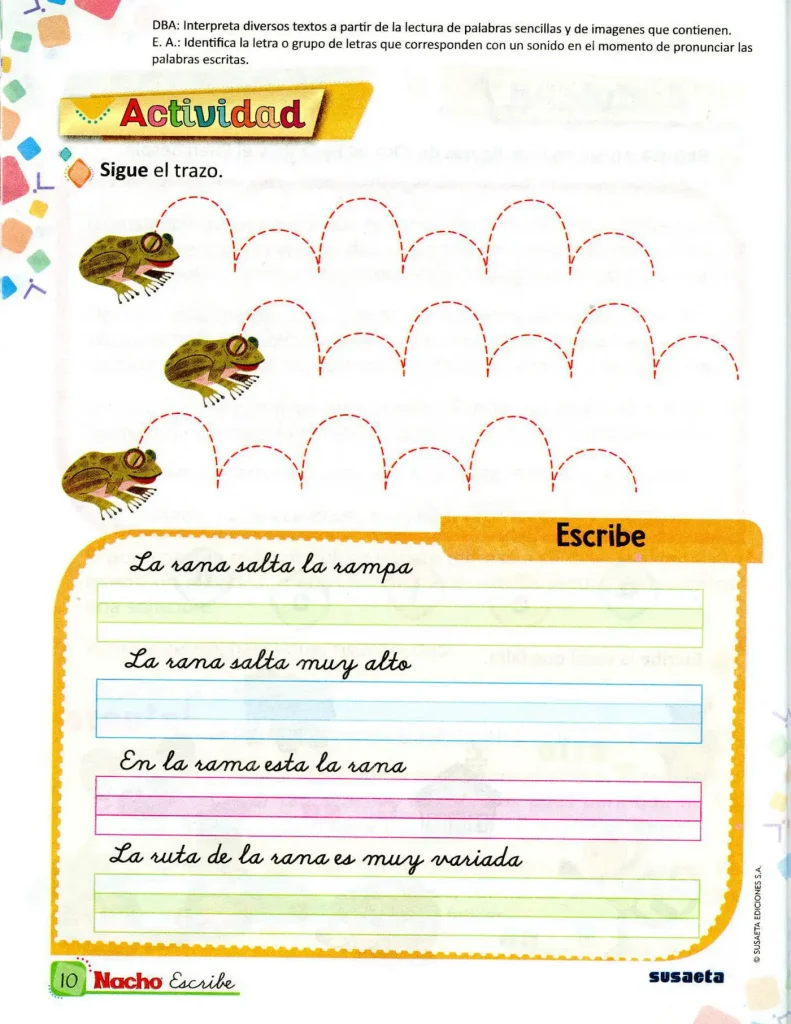 DBA: Interpreta diversos textos a partir de la lectura de palabras sencillas y de imagenes que contienen.
E. A.: Identifica la letra o grupo de letras que corresponden con un sonido en el momento de pronunciar las
palabras escritas.
Actividad
Sigue el trazo.
Escribe
La rana salta la rampa
La rana salta muy alto
En la rama esta la rana
La ruta de la rana es muy variada
© SUSAETA EDICIONES S.A.
10 Nacho Escribe
susaeta